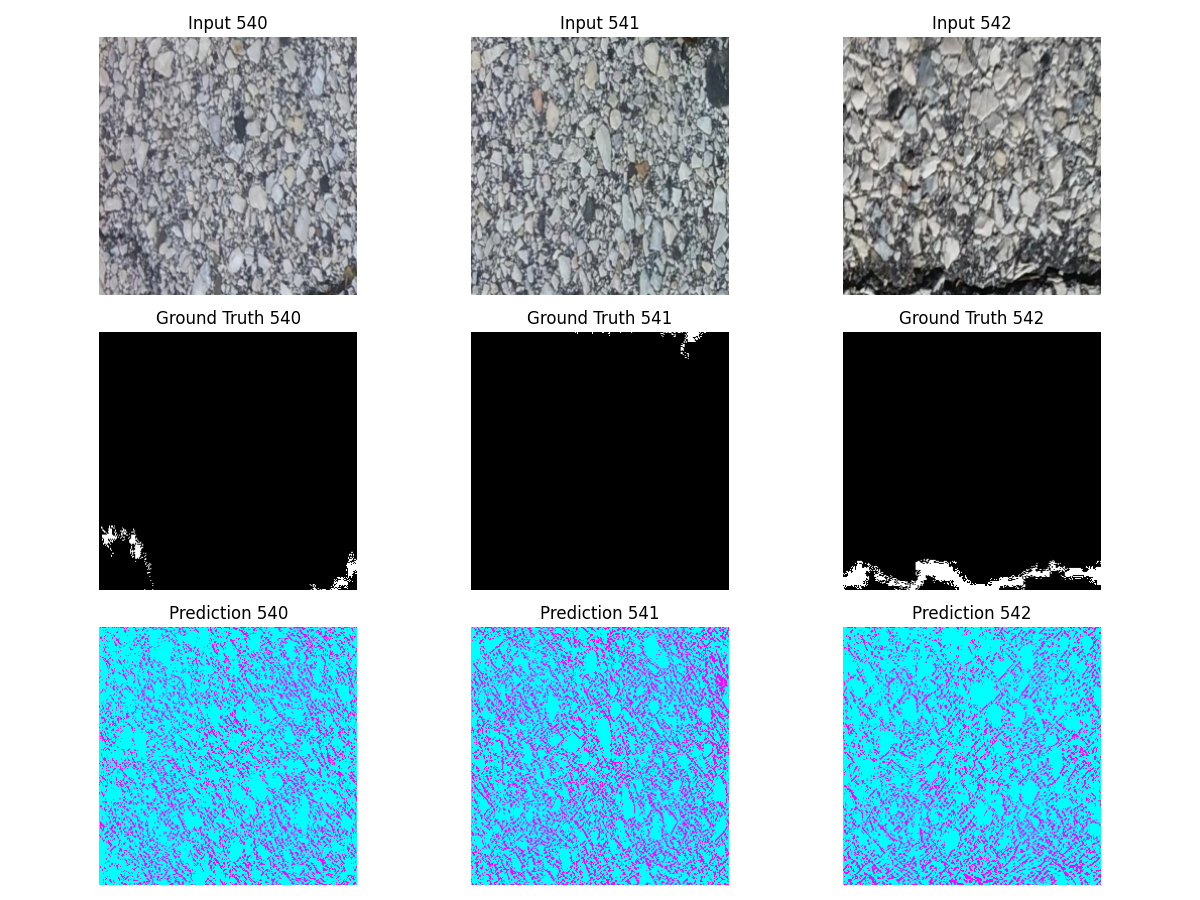 Input 540
Input 541
Input 542
Ground Truth 540
Ground Truth 541
Ground Truth 542
Prediction 540
Prediction 541
Prediction 542